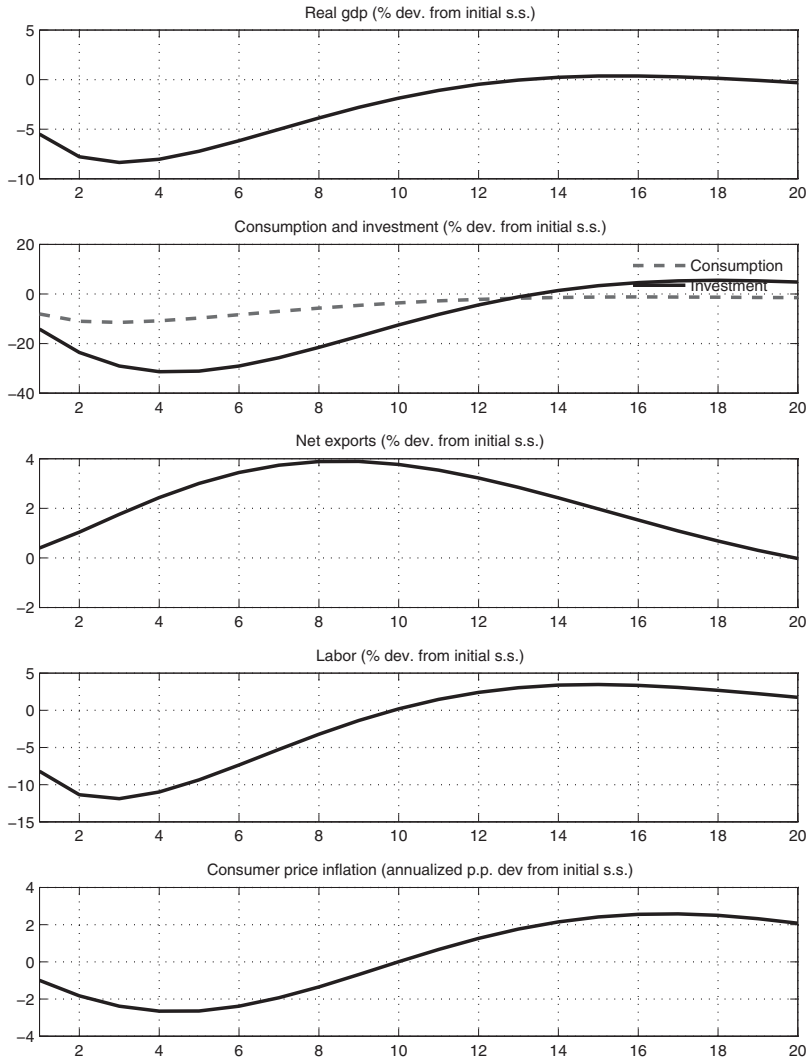 Real gdp (% dev. from initial s.s.)
5
0
−5
−10
2 4 6 8 10 12 14 16 18 20
Consumption and investment (% dev. from initial s.s.)
20
0
−20
−40
Consumption
Investment
2 4 6 8 10 12 14 16 18 20
Net exports (% dev. from initial s.s.)
4
2
0
−2
2 4 6 8 10 12 14 16 18 20
Labor (% dev. from initial s.s.)
5
0
−5
−10
−15
2 4 6 8 10 12 14 16 18 20
Consumer price inflation (annualized p.p. dev from initial s.s.)
4
2
0
−2
−4
2 4 6 8 10 12 14 16 18 20